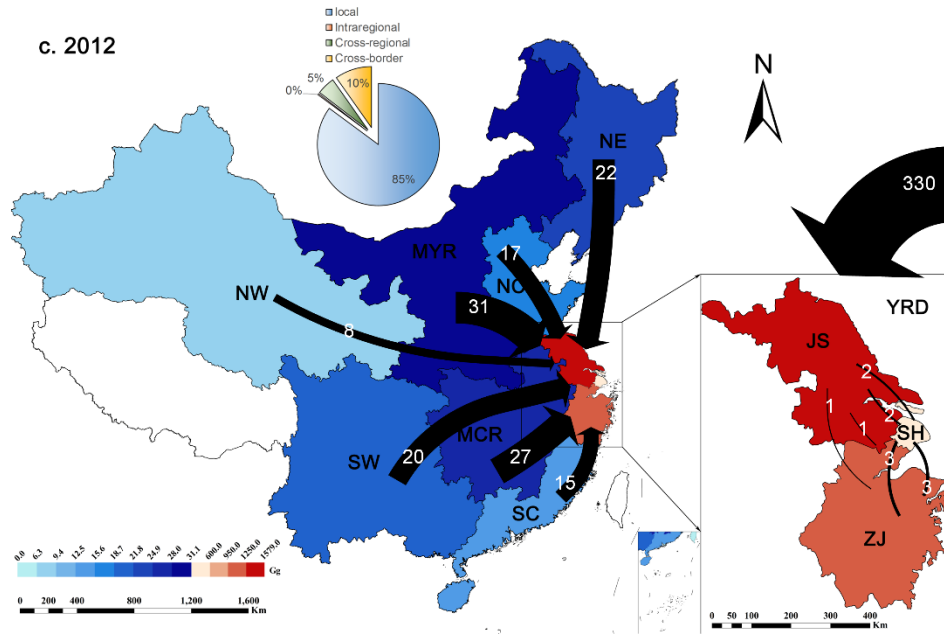 c. 2012
local
Intraregional
Cross-regional
Cross-border
5%
10%
0%
85%
N
NE
22
330
MYR
17
NW
NC
31
8
YRD
JS
2
1
2
1
SH
3
3
ZJ
MCR
SW
20
27
15
SC
0.0 6.3 9.4 12.5 15.6 18.7 21.8 24.9 28.0 31.1 600.0 950.0 1250.0 1579.0
Gg
0 200 400 800 1,200 1,600
Km
0 50 100 200 300 400
Km